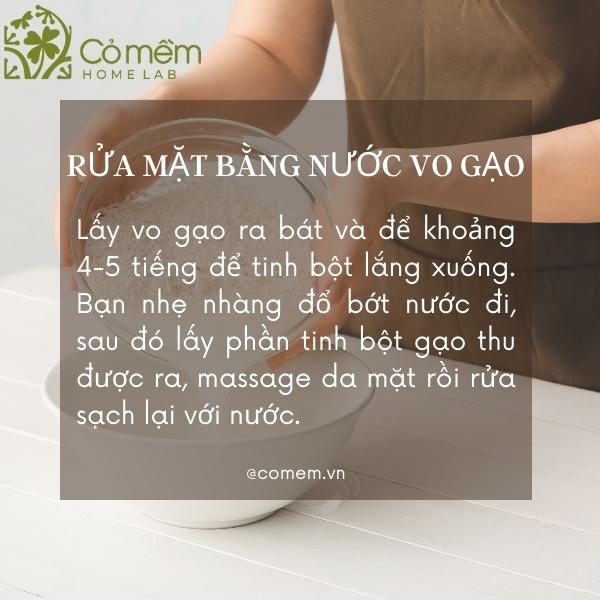 Cỏ mềm
HOME LAB
RỬA MẶT BẰNG NƯỚC VO GẠO
Lấy vo gạo ra bát và để khoảng
4-5 tiếng để tinh bột lắng xuống.
Bạn nhẹ nhàng đổ bớt nước đi,
sau đó lấy phần tinh bột gạo thu
được ra, massage da mặt rồi rửa
sạch lại với nước.
@comem.vn